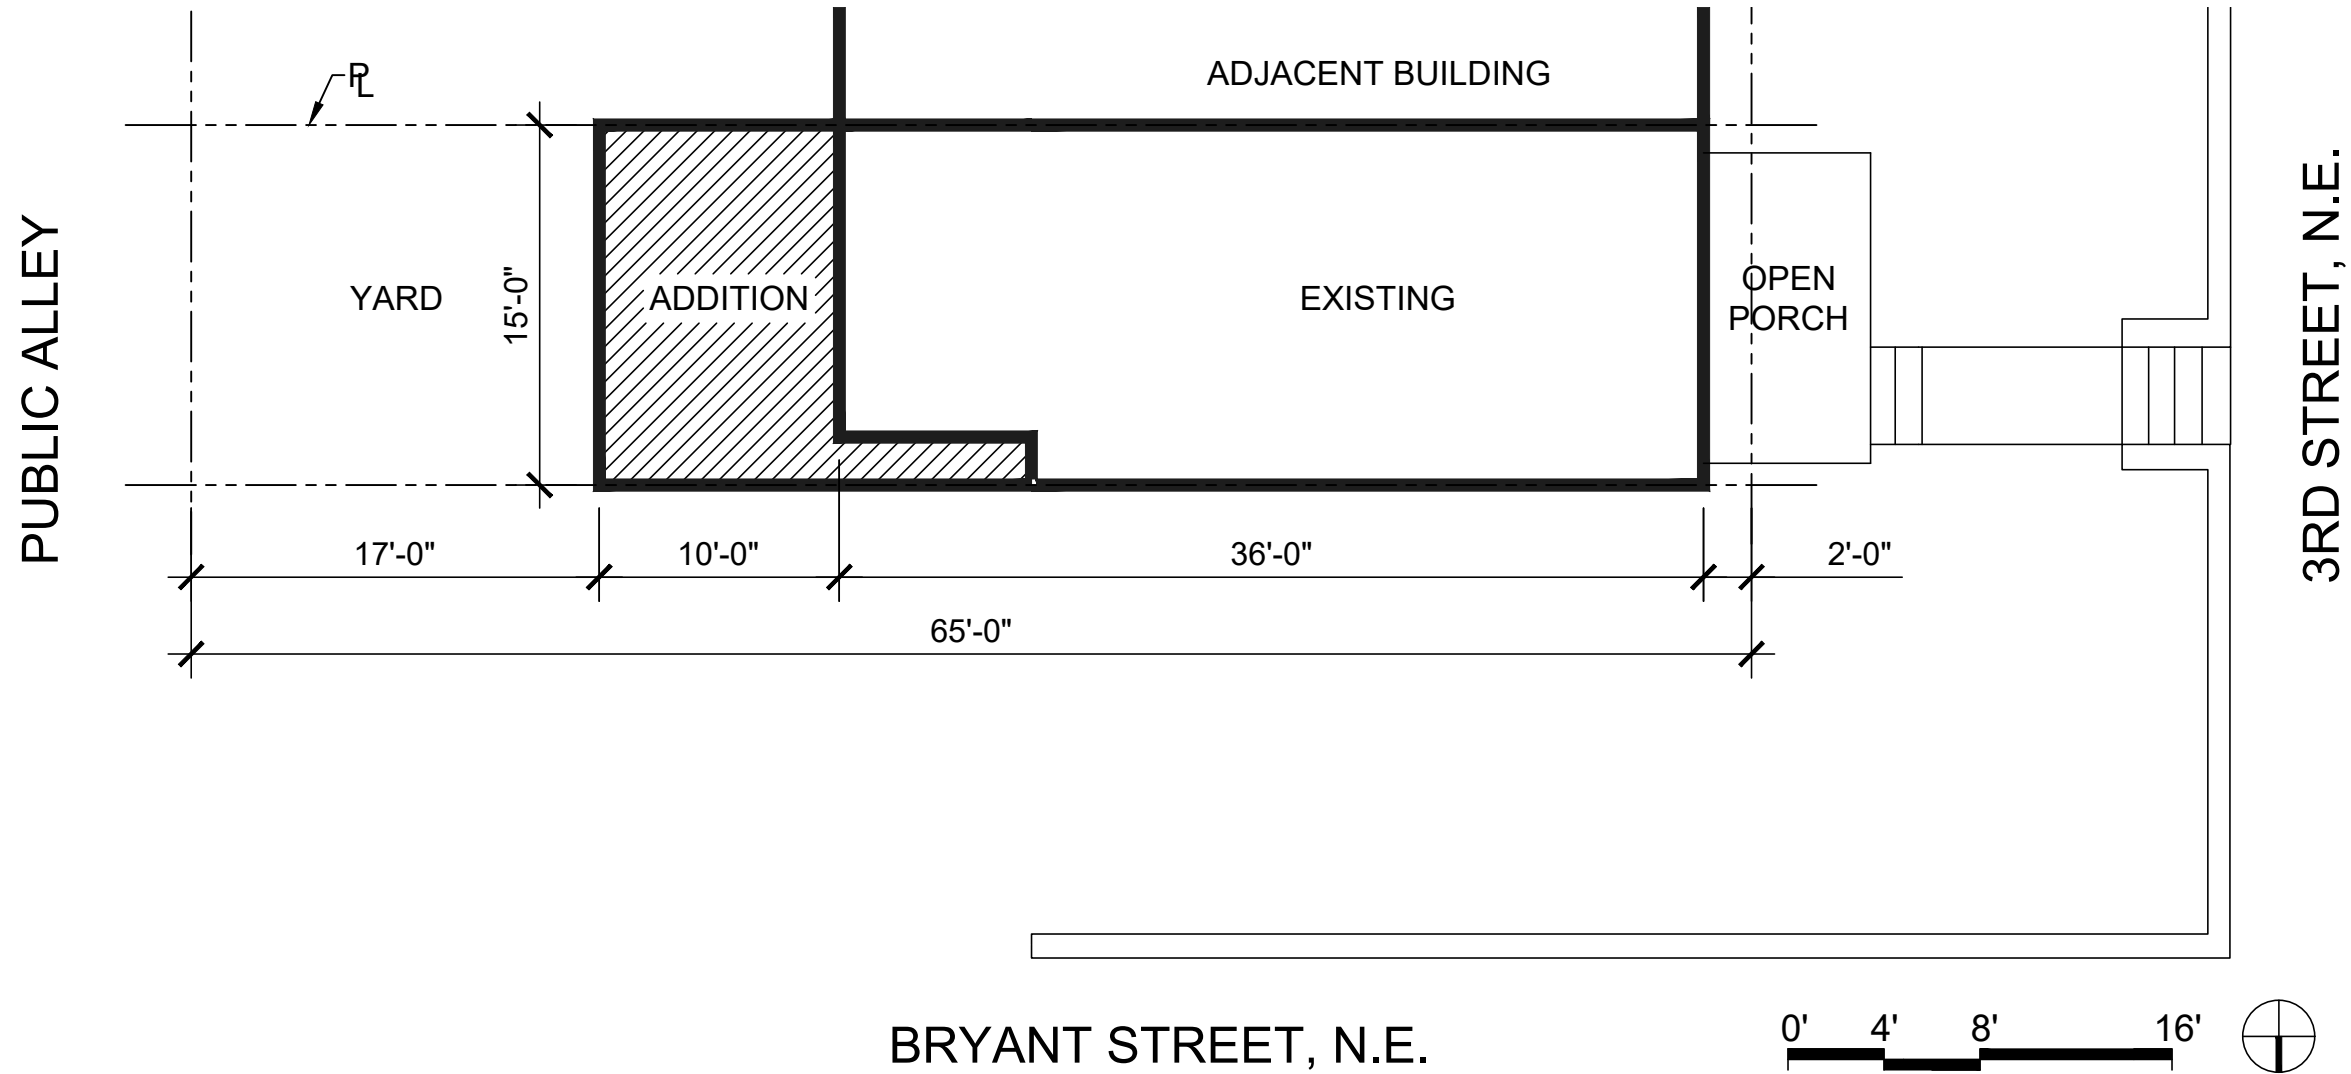 ADJACENT BUILDING
PL
PUBLIC ALLEY
YARD
15'-0"
ADDITION
EXISTING
OPEN
PORCH
3RD STREET, N.E.
17'-0"
10'-0"
36'-0"
2'-0"
65'-0"
BRYANT STREET, N.E.
0' 4' 8' 16'